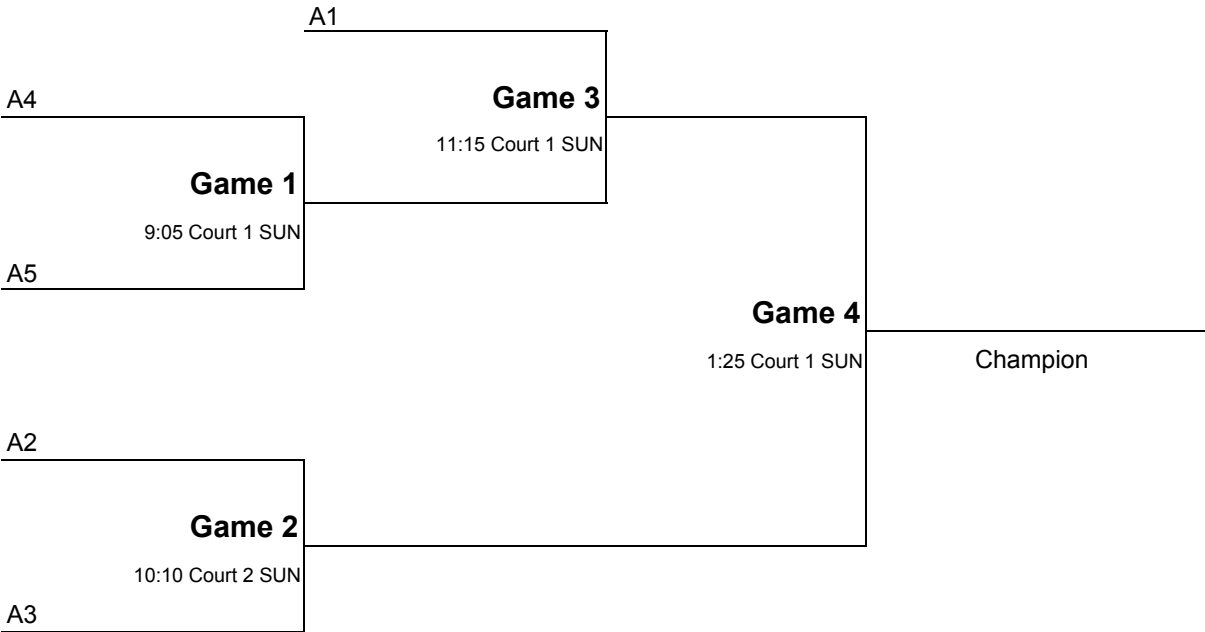 A1
A4
Game 3
11:15 Court 1 SUN
Game 1
9:05 Court 1 SUN
A5
Game 4
1:25 Court 1 SUN
Champion
A2
Game 2
10:10 Court 2 SUN
A3